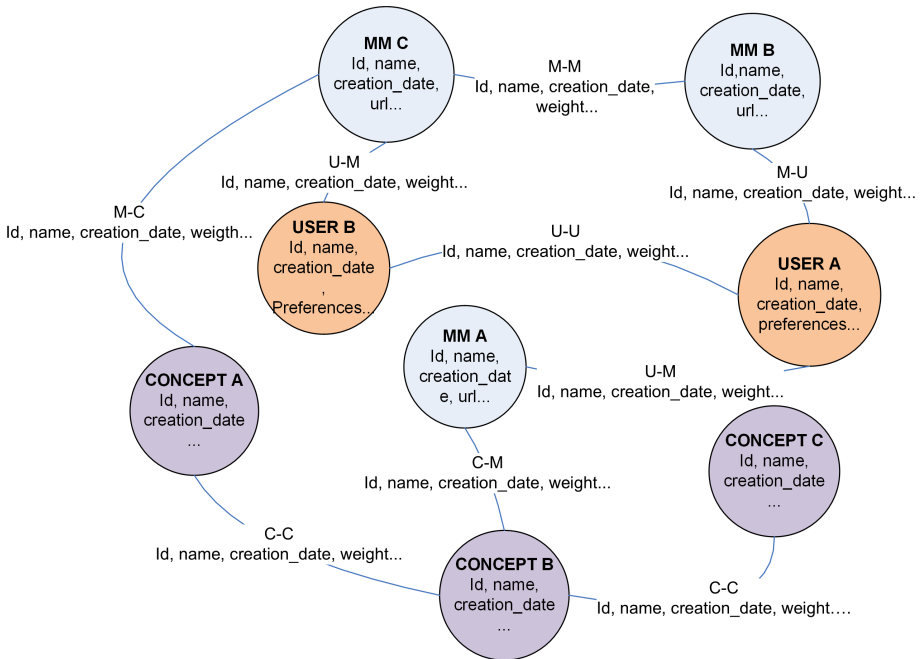 MM C
Id, name,
creation_date,
url...
MM B
Id,name,
creation_date,
url...
M-M
Id, name, creation_date,
weight...
U-M
Id, name, creation_date, weight...
M-U
Id, name, creation_date, weight...
M-C
Id, name, creation_date, weigth...
USER B
Id, name,
creation_date
,
Preferences...
U-U
Id, name, creation_date, weight...
USER A
Id, name,
creation_date,
preferences...
MM A
Id, name,
creation_dat
e, url...
U-M
Id, name, creation_date, weight...
CONCEPT A
Id, name,
creation_date
...
CONCEPT C
Id, name,
creation_date
...
C-M
Id, name, creation_date, weight...
C-C
Id, name, creation_date, weight...
CONCEPT B
Id, name,
creation_date
...
C-C
Id, name, creation_date, weight....